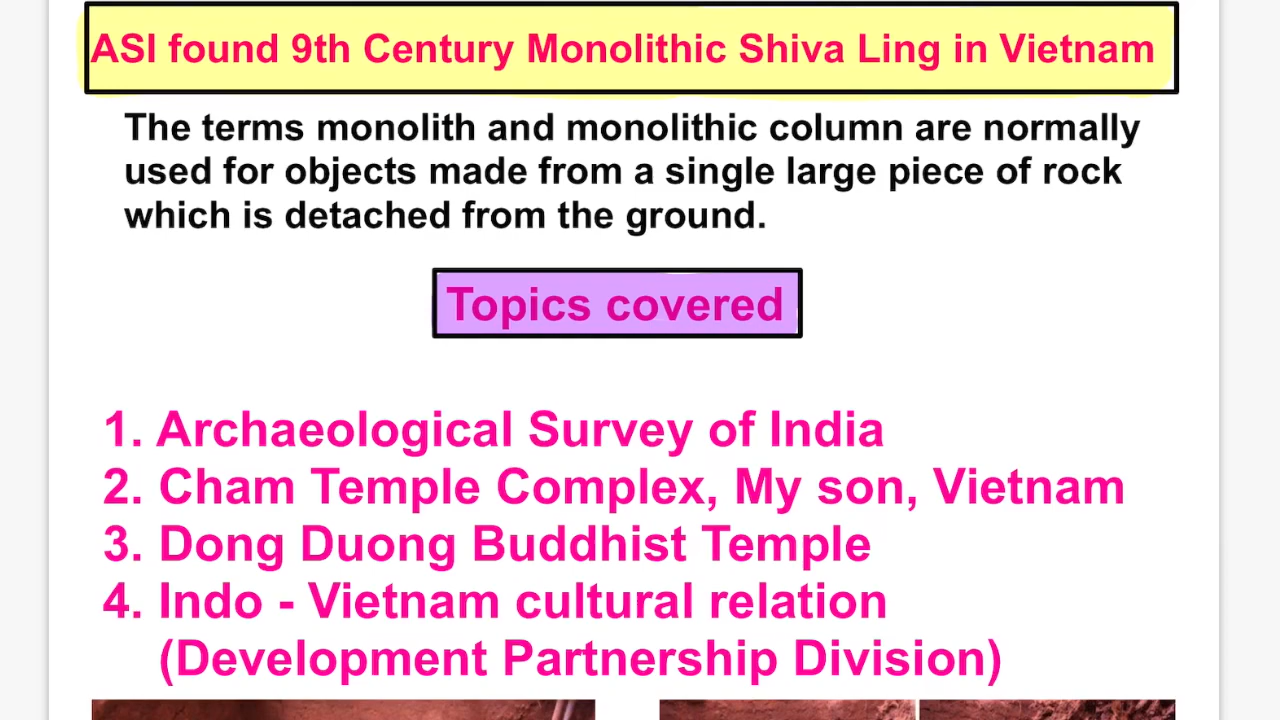 ASI found 9th Century Monolithic Shiva Ling in Vietnam
The terms monolith and monolithic column are normally
used for objects made from a single large piece of rock
which is detached from the ground.
Topics covered
1. Archaeological Survey of India
2. Cham Temple Complex, My son, Vietnam
3. Dong Duong Buddhist Temple
4. Indo - Vietnam cultural relation
(Development Partnership Division)